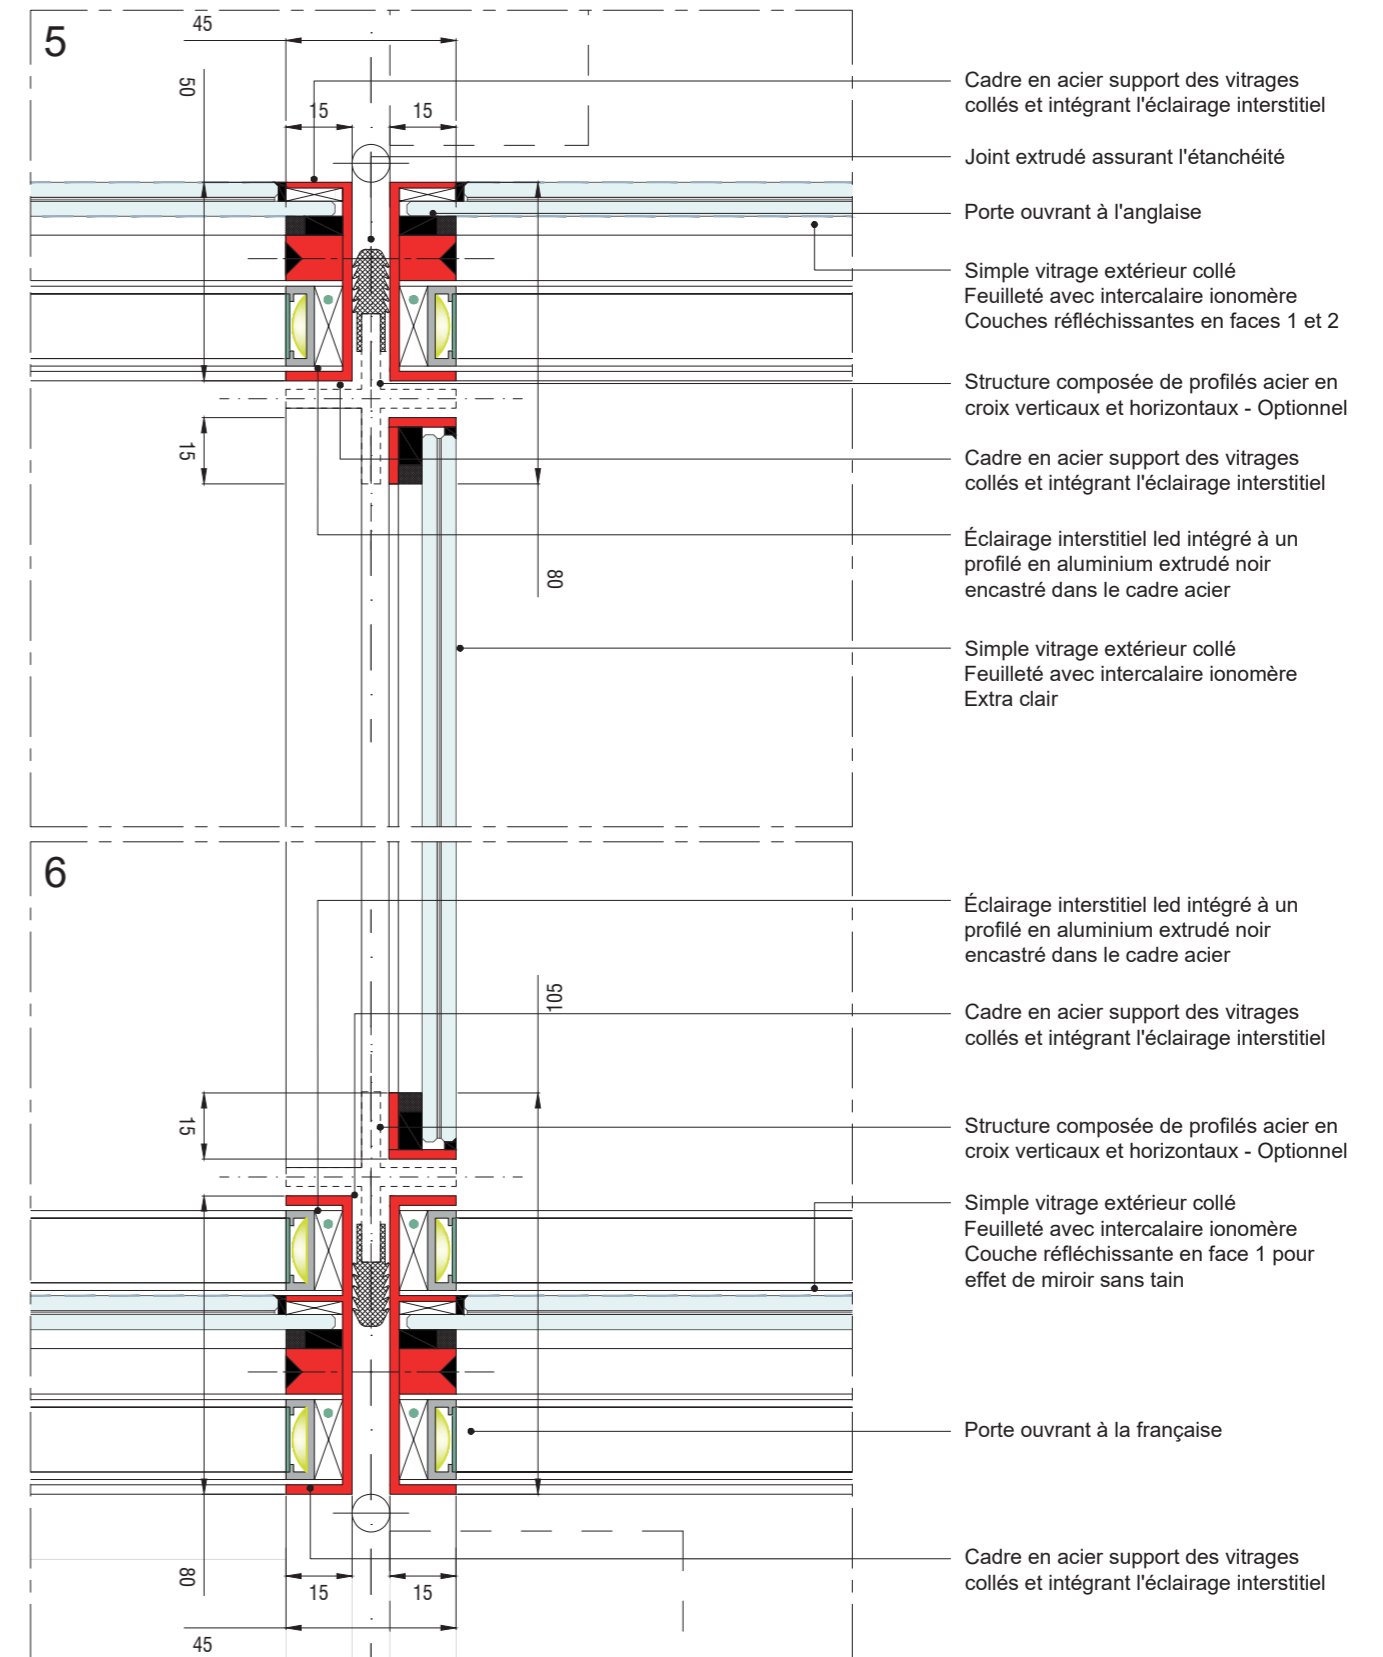 5
45
50
15 15
15
80
Cadre en acier support des vitrages
collés et intégrant l'éclairage interstitiel
Joint extrudé assurant l'étanchéité
Porte ouvrant à l'anglaise
Simple vitrage extérieur collé
Feuilleté avec intercalaire ionomère
Couches réfléchissantes en faces 1 et 2
Structure composée de profilés acier en
croix verticaux et horizontaux - Optionnel
Cadre en acier support des vitrages
collés et intégrant l'éclairage interstitiel
Éclairage interstitiel led intégré à un
profilé en aluminium extrudé noir
encastré dans le cadre acier
Simple vitrage extérieur collé
Feuilleté avec intercalaire ionomère
Extra clair
6
105
15
80
15 15
45
Éclairage interstitiel led intégré à un
profilé en aluminium extrudé noir
encastré dans le cadre acier
Cadre en acier support des vitrages
collés et intégrant l'éclairage interstitiel
Structure composée de profilés acier en
croix verticaux et horizontaux - Optionnel
Simple vitrage extérieur collé
Feuilleté avec intercalaire ionomère
Couche réfléchissante en face 1 pour
effet de miroir sans tain
Porte ouvrant à la française
Cadre en acier support des vitrages
collés et intégrant l'éclairage interstitiel